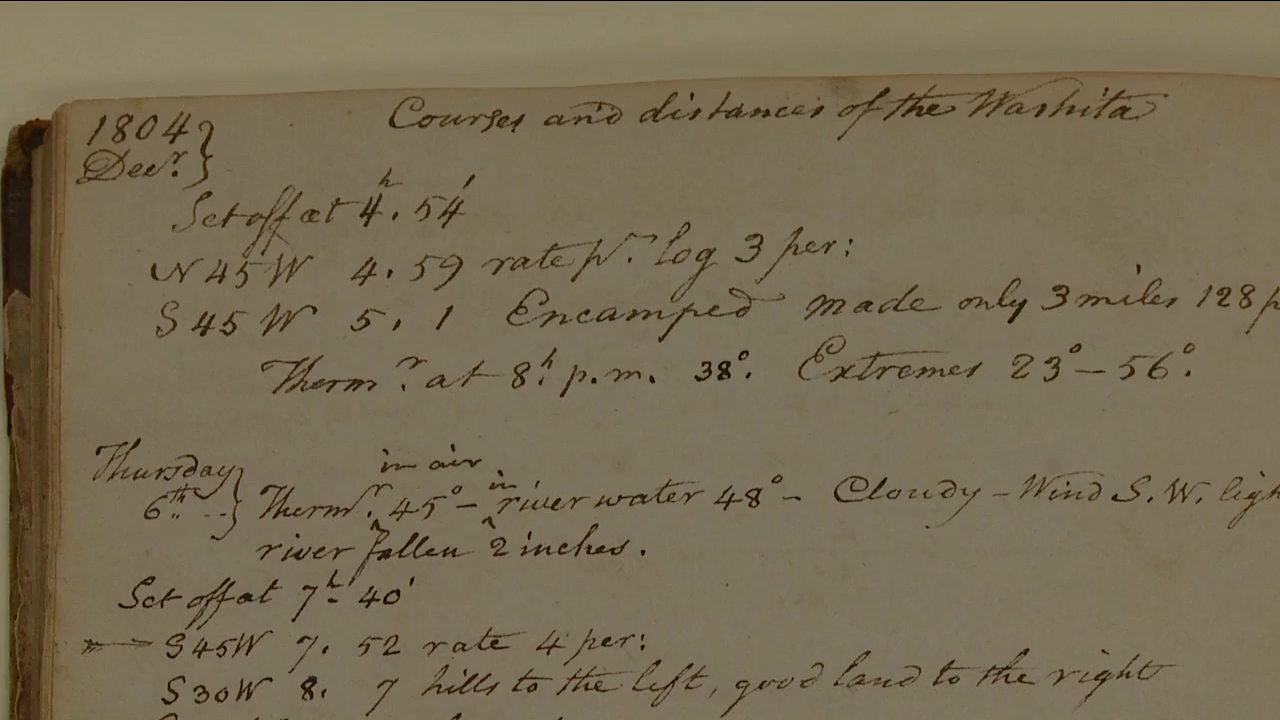 1804 Courses and distances of the Washita
Decr.
Set off at 4h. 54'
N 45 W 4. 59 rate pr. log 3 per:
S 45 W 5. 1 Encamped made only 3 miles 128 p
Thermr. at 8h. p.m. 38°. Extremes 23° – 56°.
Thursday in air in
6th. Thermr. 45° – river water 48° – Cloudy – Wind S.W. ligh
river fallen 2 inches.
Set off at 7h. 40'
S 45 W 7. 52 rate 4 per:
S 30 W 8. 7 hills to the left, good land to the right